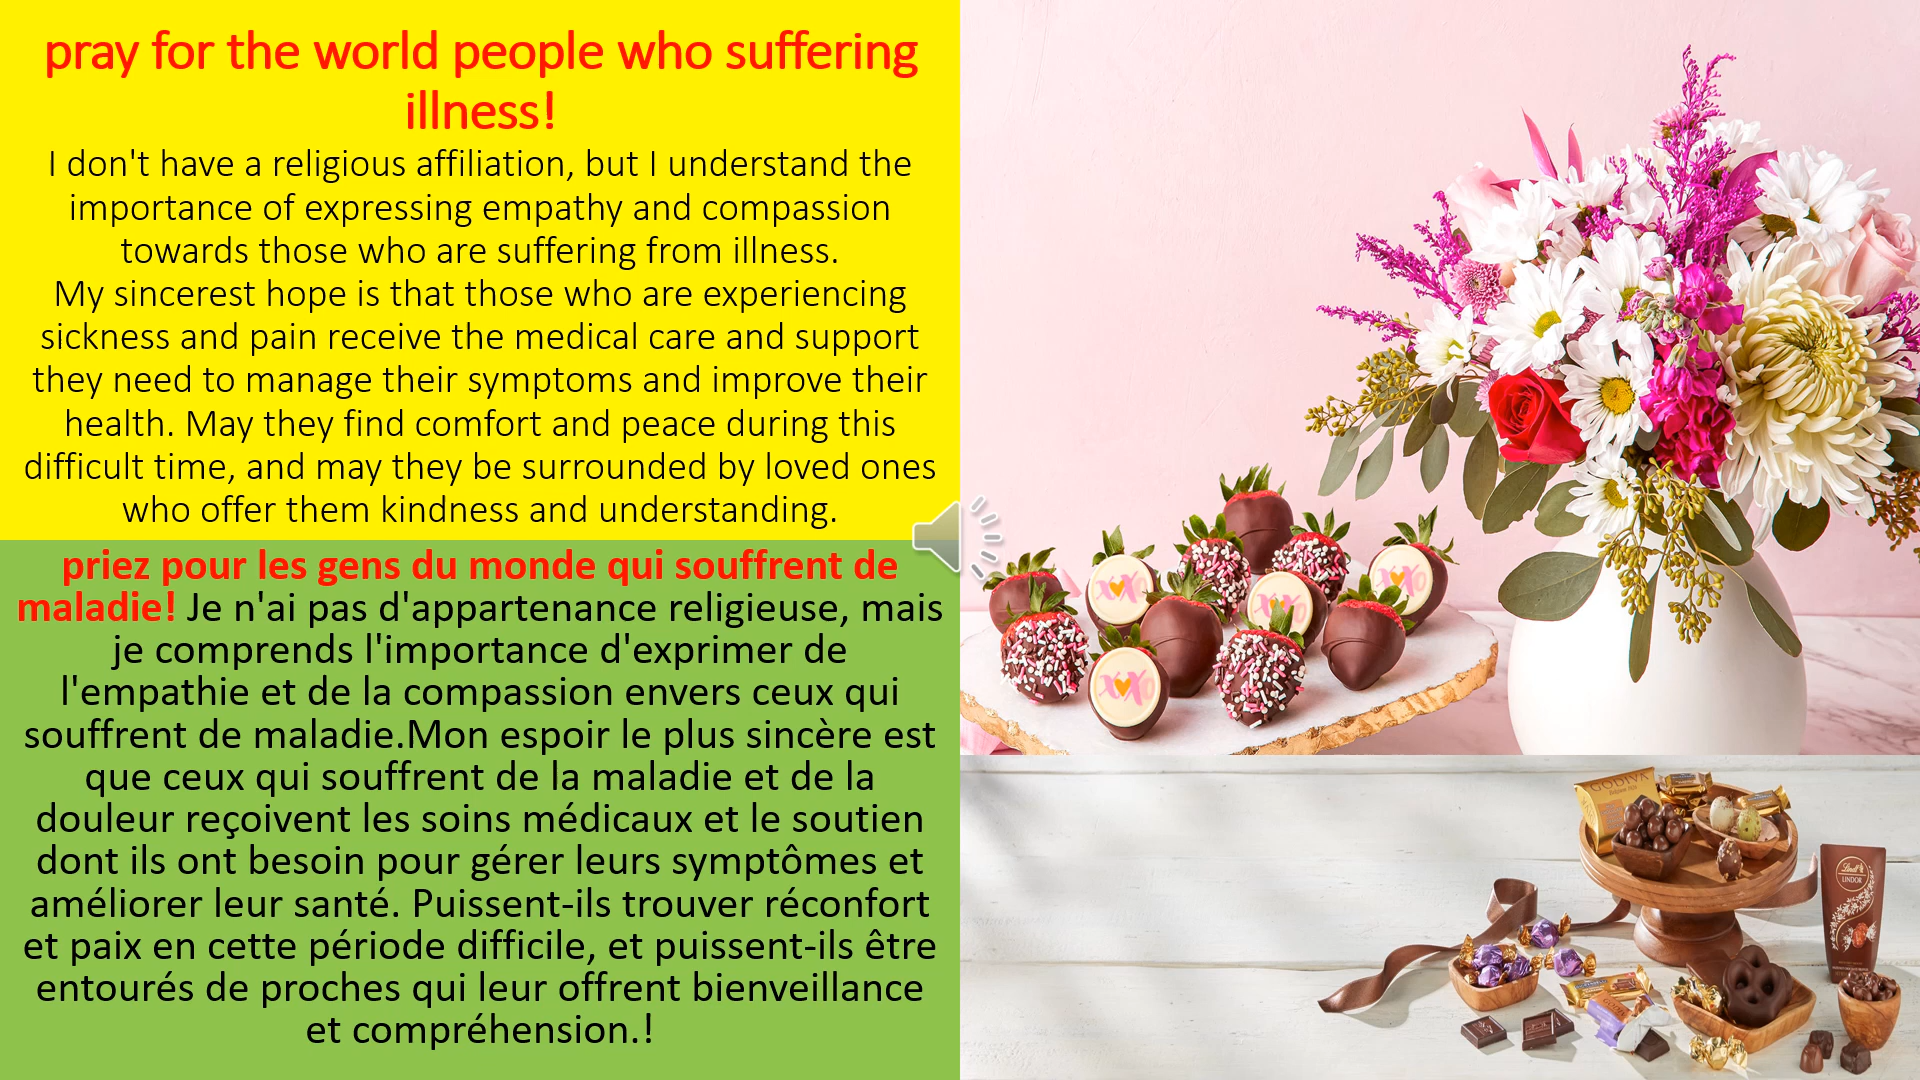 pray for the world people who suffering
illness!
I don't have a religious affiliation, but I understand the
importance of expressing empathy and compassion
towards those who are suffering from illness.
My sincerest hope is that those who are experiencing
sickness and pain receive the medical care and support
they need to manage their symptoms and improve their
health. May they find comfort and peace during this
difficult time, and may they be surrounded by loved ones
who offer them kindness and understanding.
priez pour les gens du monde qui souffrent de
maladie! Je n'ai pas d'appartenance religieuse, mais
je comprends l'importance d'exprimer de
l'empathie et de la compassion envers ceux qui
souffrent de maladie.Mon espoir le plus sincère est
que ceux qui souffrent de la maladie et de la
douleur reçoivent les soins médicaux et le soutien
dont ils ont besoin pour gérer leurs symptômes et
améliorer leur santé. Puissent-ils trouver réconfort
et paix en cette période difficile, et puissent-ils être
entourés de proches qui leur offrent bienveillance
et compréhension.!
xoxo
xoxo
xoxo
xoxo
GODIVA
Lindt
LINDOR